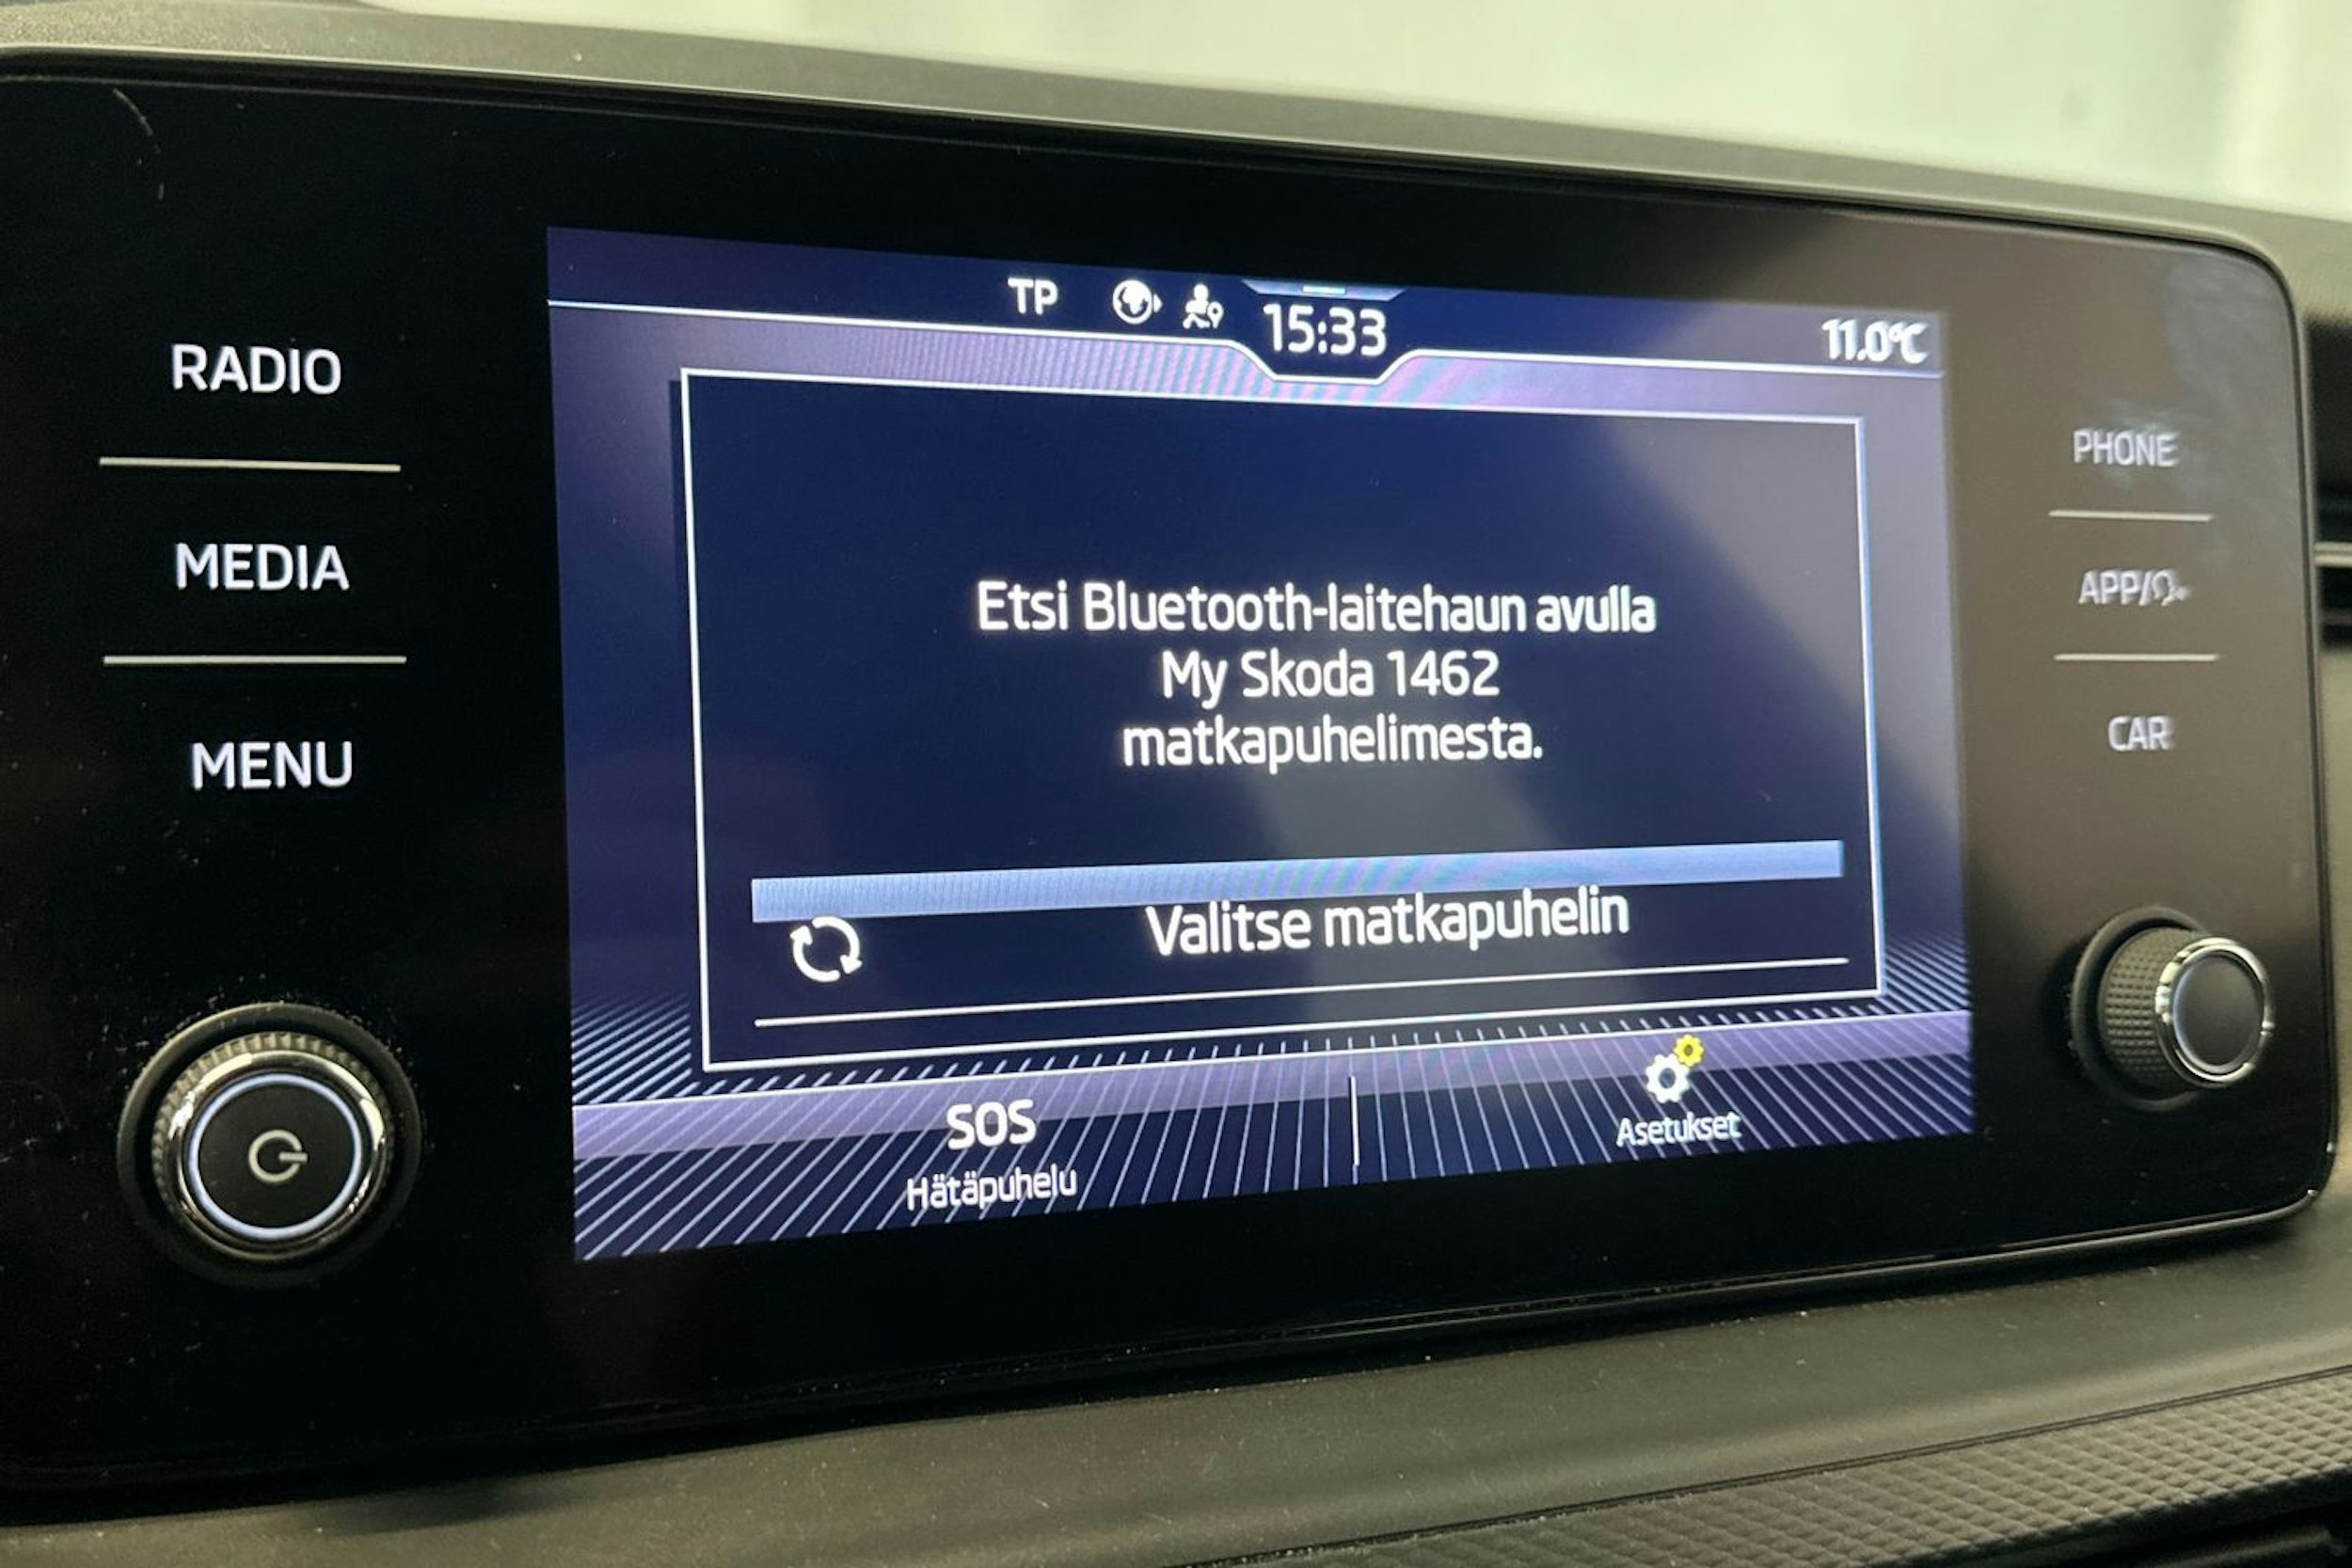 TP
15:33
11.0°C
RADIO
MEDIA
MENU
Etsi Bluetooth-laitehaun avulla
My Skoda 1462
matkapuhelimesta.
Valitse matkapuhelin
SOS
Hätäpuhelu
Asetukset
PHONE
APP/
CAR